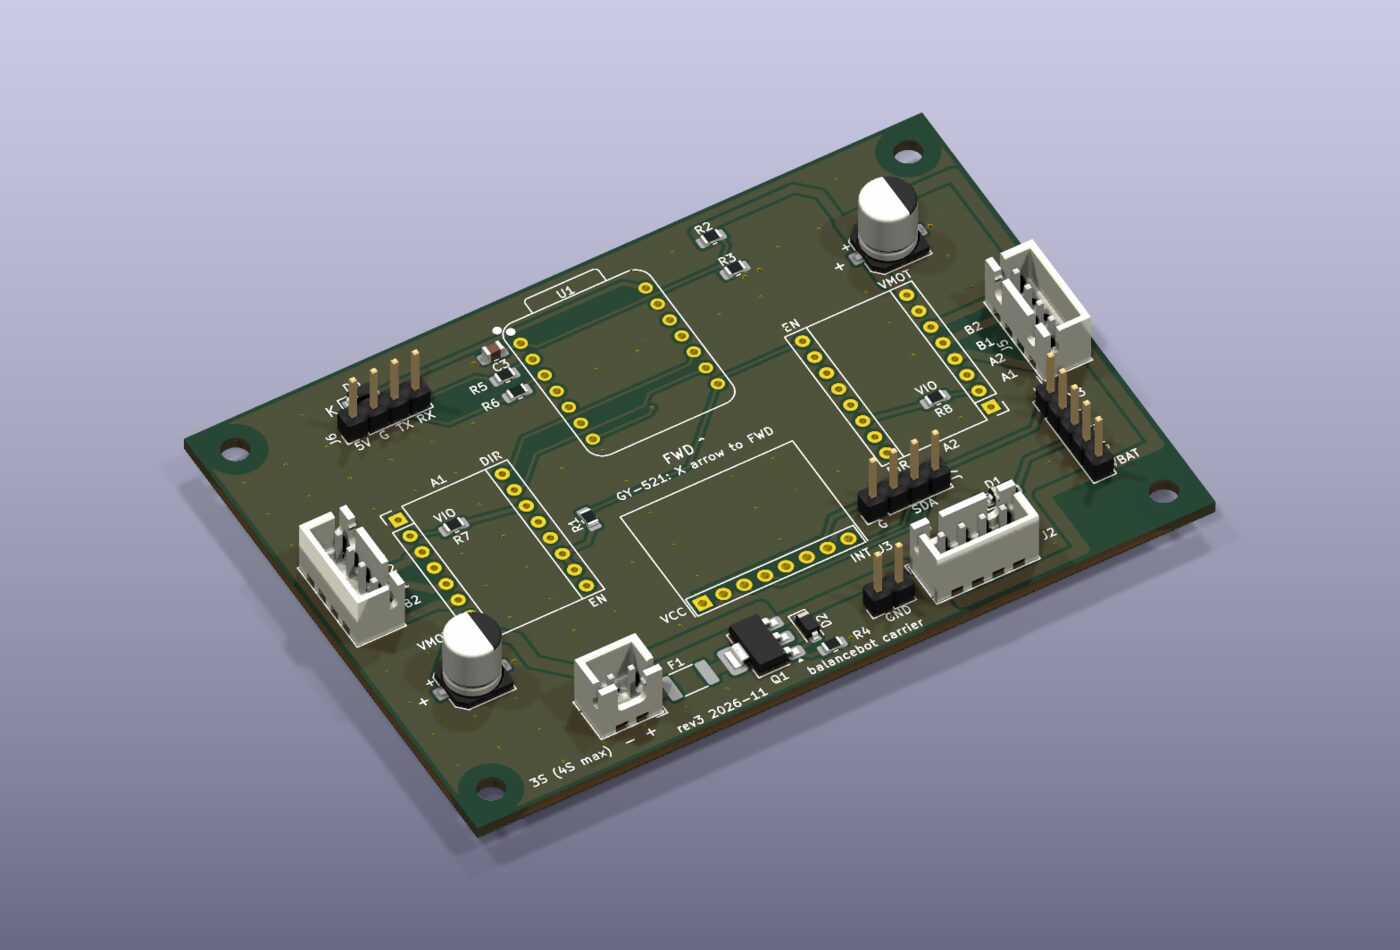 R2
R3
U1
VMOT
EN
B2
B1
A2
A1
J5
C3
R5
R6
K
J6
5V
G
TX
RX
VIO
R8
FWD ^
GY-521: X arrow to FWD
DIR
A1
A2
VBAT
VIO
R7
R1
G
SDA
D1
J2
J3
INT
VCC
GND
EN
B2
D2
R4
balancebot carrier
Q1
F1
rev3 2026-11
+
−
3S (4S max)
+
+